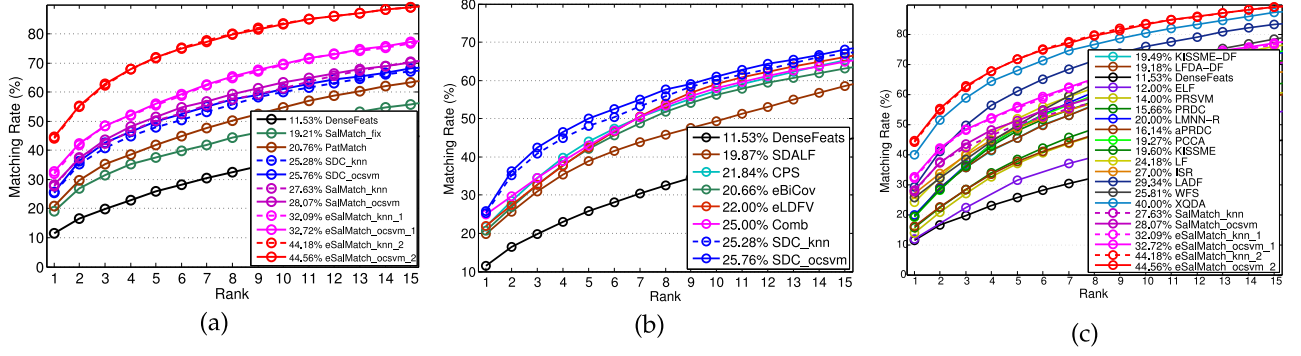 Matching Rate (%)
80
70
60
50
40
30
20
10
0
11.53% DenseFeats
19.21% SalMatch_fix
20.76% PatMatch
25.28% SDC_knn
25.76% SDC_ocsvm
27.63% SalMatch_knn
28.07% SalMatch_ocsvm
32.09% eSalMatch_knn_1
32.72% eSalMatch_ocsvm_1
44.18% eSalMatch_knn_2
44.56% eSalMatch_ocsvm_2
1 2 3 4 5 6 7 8 9 10 11 12 13 14 15
Rank
(a)
Matching Rate (%)
80
70
60
50
40
30
20
10
11.53% DenseFeats
19.87% SDALF
21.84% CPS
20.66% eBiCov
22.00% eLDFV
25.00% Comb
25.28% SDC_knn
25.76% SDC_ocsvm
1 2 3 4 5 6 7 8 9 10 11 12 13 14 15
Rank
(b)
Matching Rate (%)
90
80
70
60
50
40
30
20
10
0
19.49% KISSME-DF
19.18% LFDA-DF
11.53% DenseFeats
12.00% ELF
14.00% PRSVM
15.66% PRDC
20.00% LMNN-R
16.14% aPRDC
19.27% PCCA
19.60% KISSME
24.18% LF
27.00% ISR
29.34% LADF
25.81% WFS
40.00% XQDA
27.63% SalMatch_knn
28.07% SalMatch_ocsvm
32.09% eSalMatch_knn_1
32.72% eSalMatch_ocsvm_1
44.18% eSalMatch_knn_2
44.56% eSalMatch_ocsvm_2
1 2 3 4 5 6 7 8 9 10 11 12 13 14 15
Rank
(c)